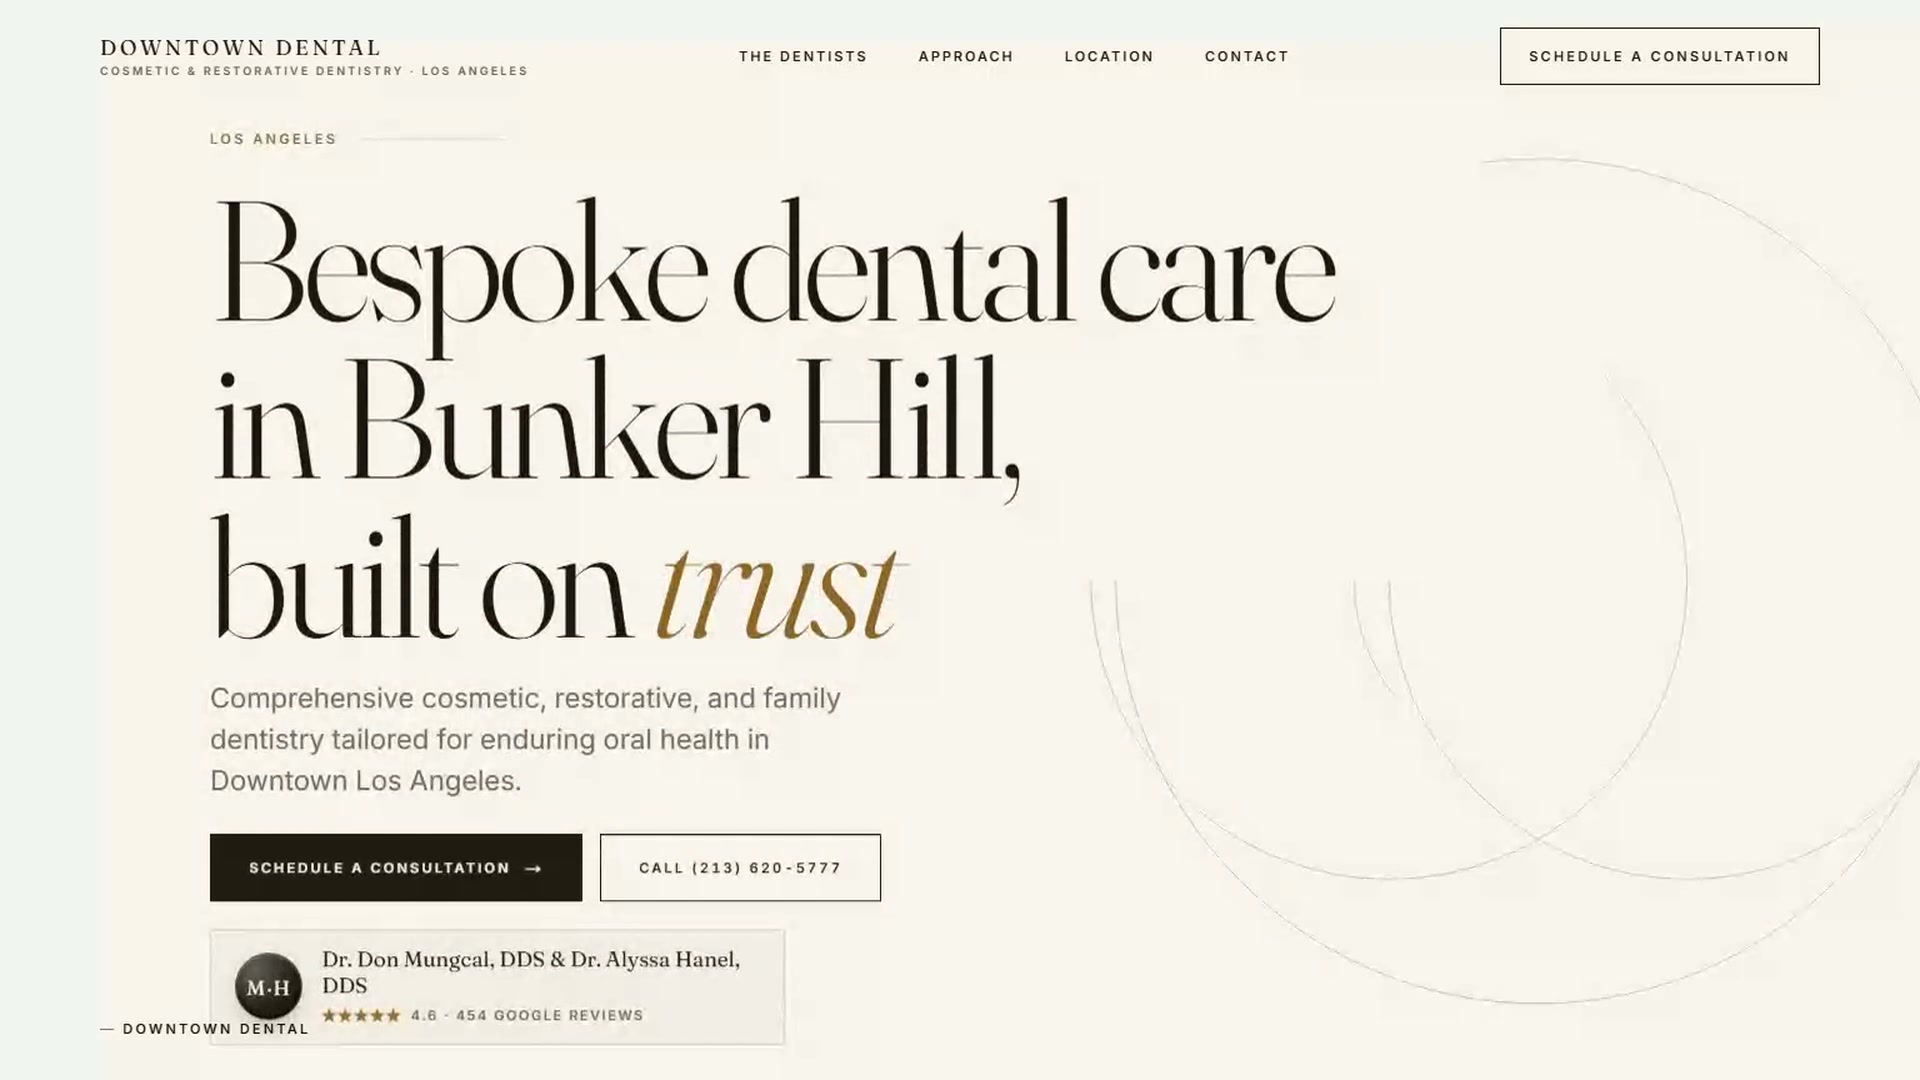 DOWNTOWN DENTAL
COSMETIC & RESTORATIVE DENTISTRY · LOS ANGELES
THE DENTISTS
APPROACH
LOCATION
CONTACT
SCHEDULE A CONSULTATION
LOS ANGELES
Bespoke dental care
in Bunker Hill,
built on trust
Comprehensive cosmetic, restorative, and family
dentistry tailored for enduring oral health in
Downtown Los Angeles.
SCHEDULE A CONSULTATION →
CALL (213) 620-5777
M·H
Dr. Don Mungcal, DDS & Dr. Alyssa Hanel,
DDS
★★★★★ 4.6 · 454 GOOGLE REVIEWS
— DOWNTOWN DENTAL